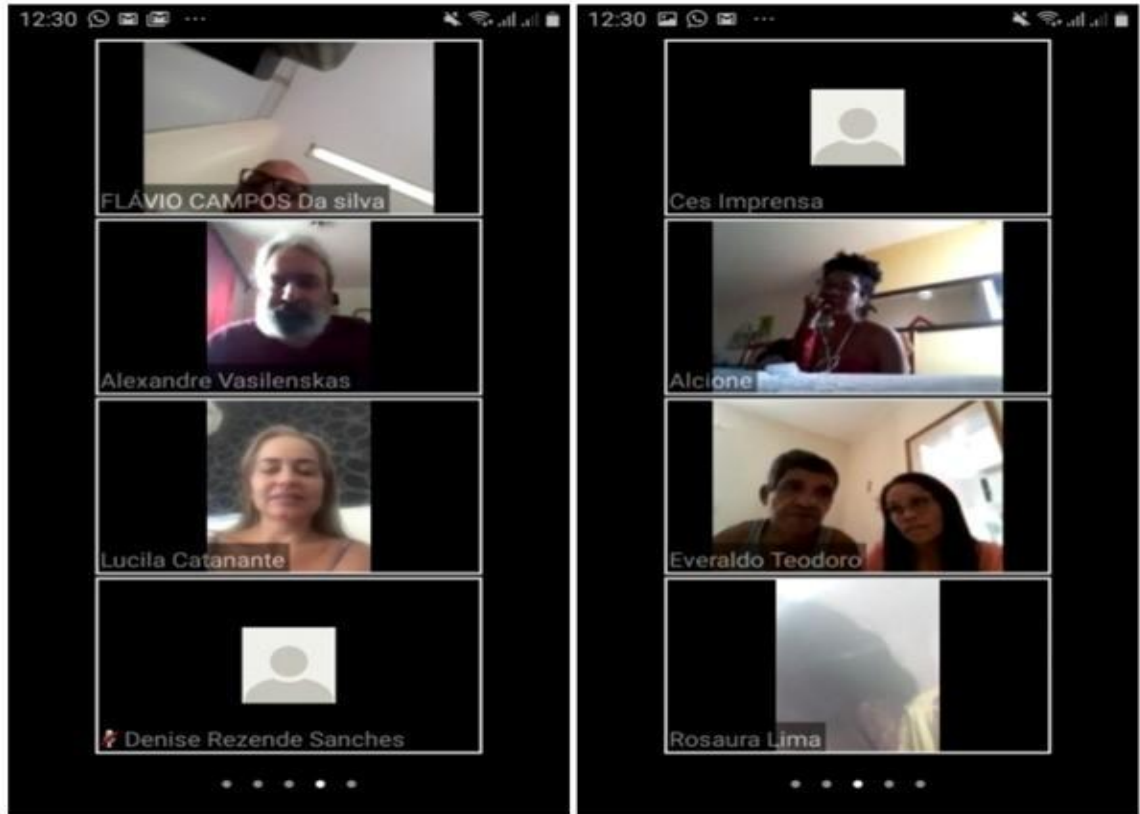 12:30
FLÁVIO CAMPOS Da silva
Alexandre Vasilenskas
Lucila Catanante
Denise Rezende Sanches
12:30
Ces Imprensa
Alcione
Everaldo Teodoro
Rosaura Lima